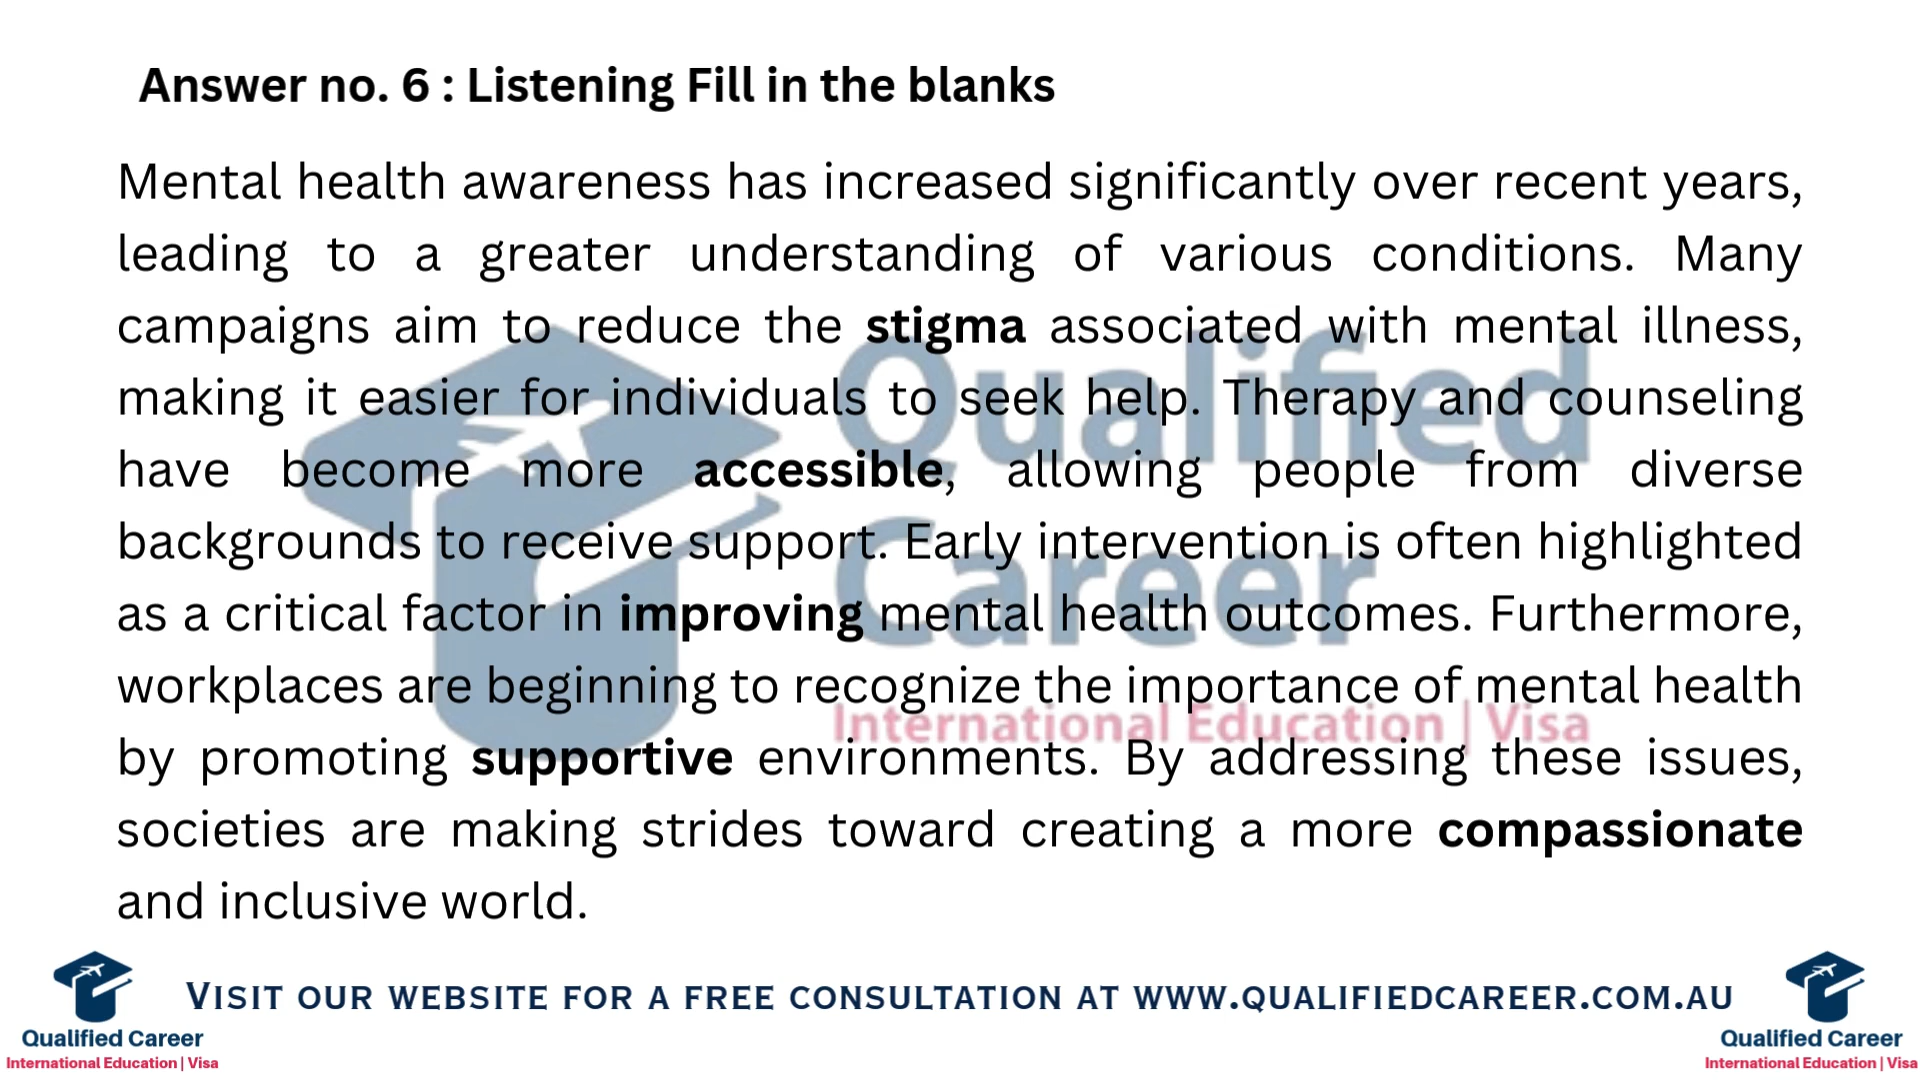 Answer no. 6 : Listening Fill in the blanks
Mental health awareness has increased significantly over recent years,
leading to a greater understanding of various conditions. Many
campaigns aim to reduce the stigma associated with mental illness,
making it easier for individuals to seek help. Therapy and counseling
have become more accessible, allowing people from diverse
backgrounds to receive support. Early intervention is often highlighted
as a critical factor in improving mental health outcomes. Furthermore,
workplaces are beginning to recognize the importance of mental health
by promoting supportive environments. By addressing these issues,
societies are making strides toward creating a more compassionate
and inclusive world.
Qualified
Career
International Education | Visa
VISIT OUR WEBSITE FOR A FREE CONSULTATION AT WWW.QUALIFIEDCAREER.COM.AU
Qualified Career
International Education | Visa
Qualified Career
International Education | Visa